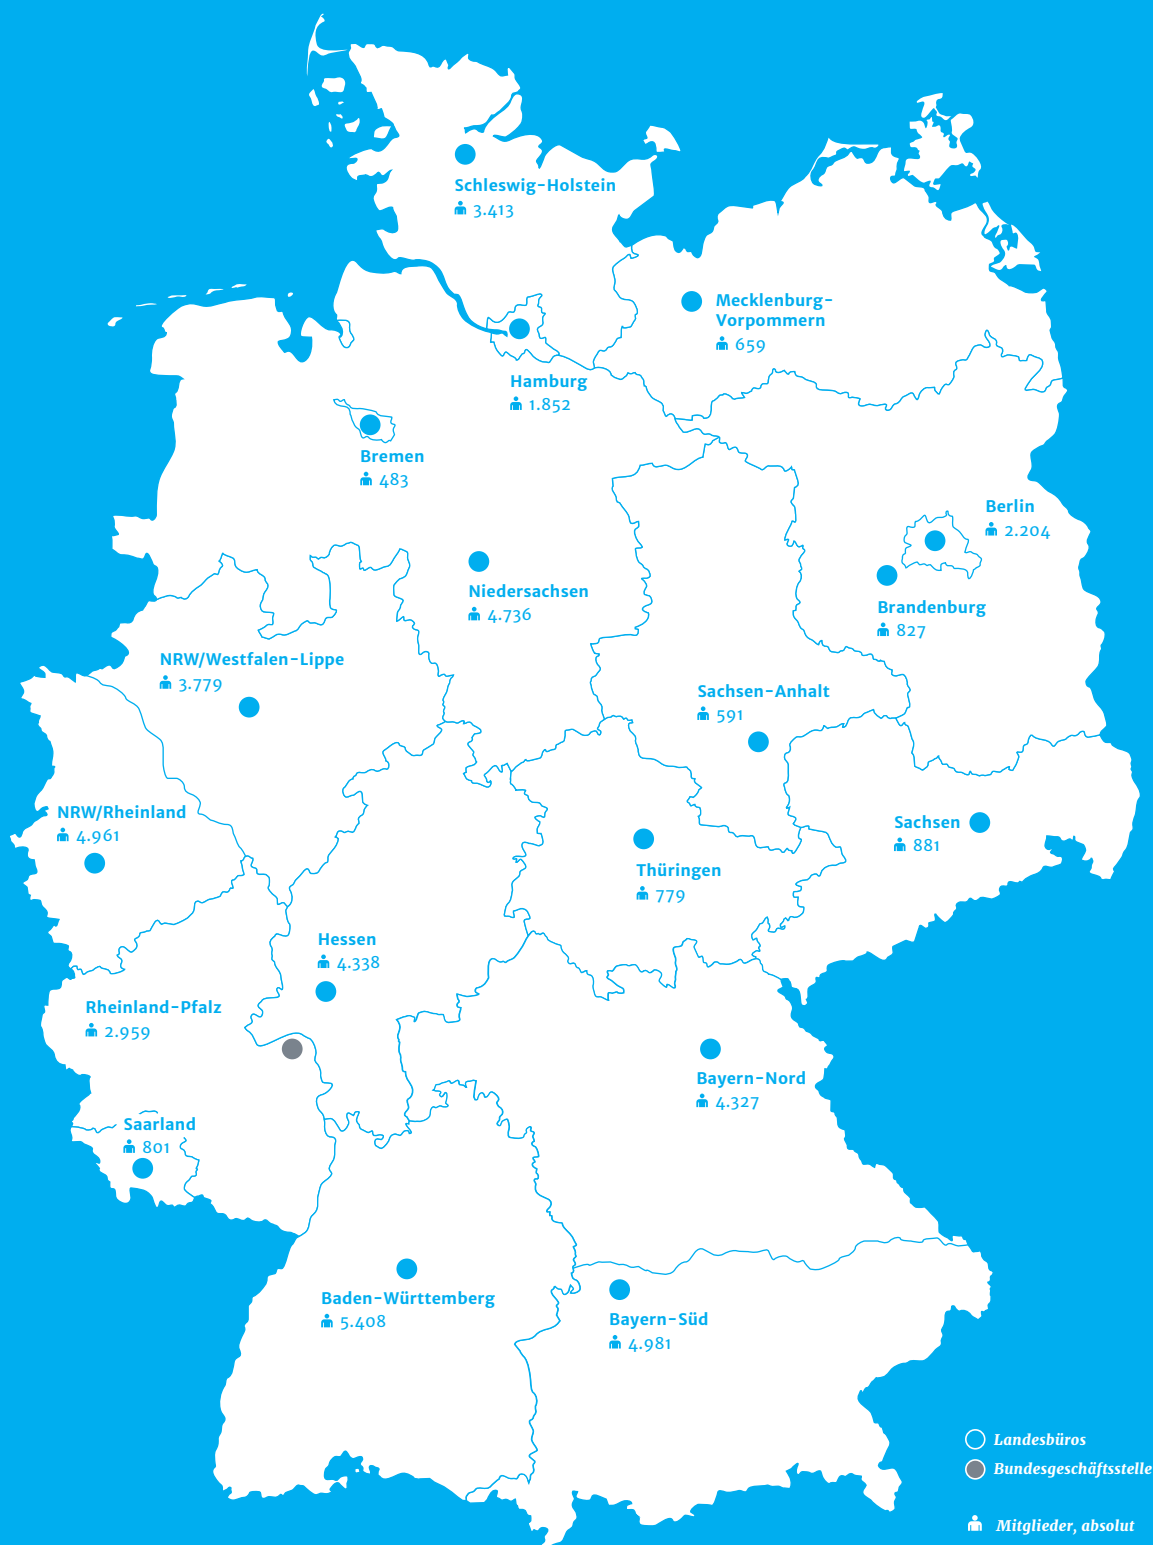 Schleswig-Holstein
3.413
Mecklenburg-
Vorpommern
659
Hamburg
1.852
Bremen
483
Berlin
2.204
Niedersachsen
4.736
Brandenburg
827
NRW/Westfalen-Lippe
3.779
Sachsen-Anhalt
591
NRW/Rheinland
4.961
Sachsen
881
Thüringen
779
Hessen
4.338
Rheinland-Pfalz
2.959
Bayern-Nord
4.327
Saarland
801
Baden-Württemberg
5.408
Bayern-Süd
4.981
Landesbüros
Bundesgeschäftsstelle
Mitglieder, absolut